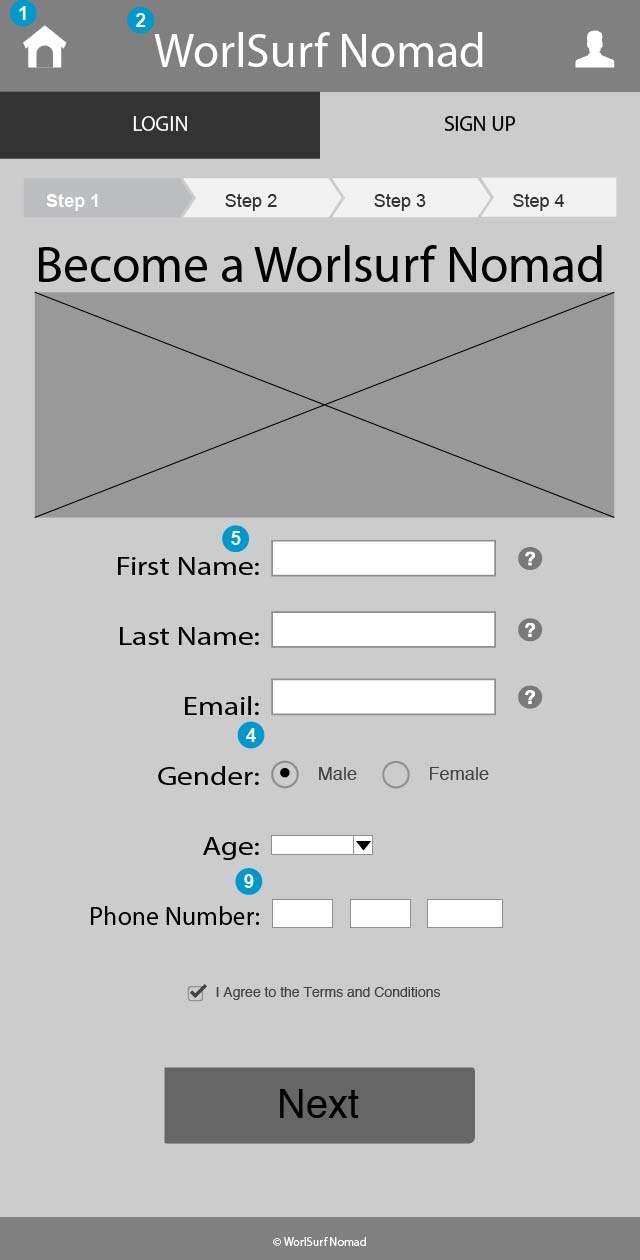 1
2
WorlSurf Nomad
LOGIN
SIGN UP
Step 1
Step 2
Step 3
Step 4
Become a Worlsurf Nomad
5
First Name:
?
Last Name:
?
Email:
?
4
Gender:
Male
Female
Age:
9
Phone Number:
I Agree to the Terms and Conditions
Next
© WorlSurf Nomad